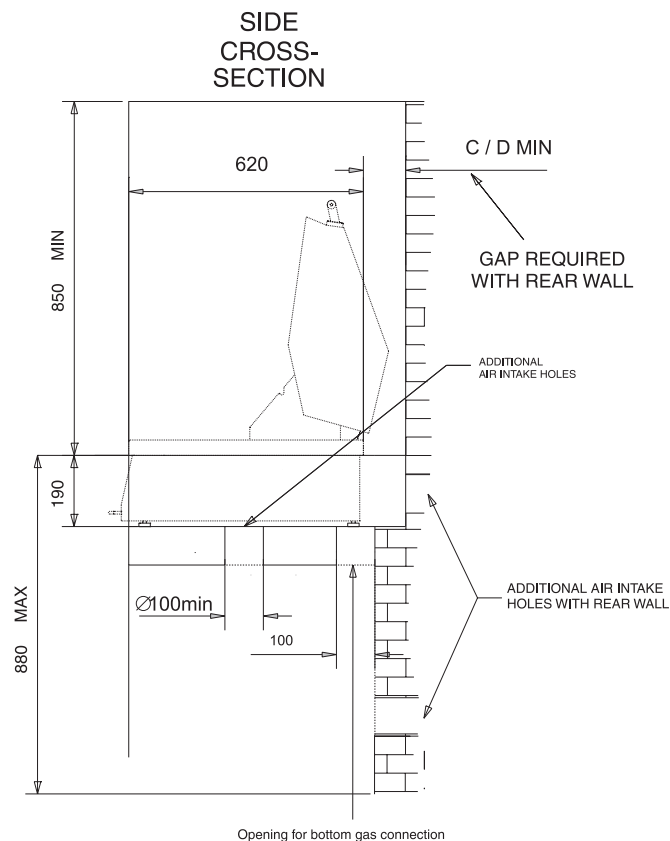 SIDE
CROSS-
SECTION
C / D MIN
620
GAP REQUIRED
WITH REAR WALL
850 MIN
ADDITIONAL
AIR INTAKE HOLES
190
ADDITIONAL AIR INTAKE
HOLES WITH REAR WALL
Ø100min
100
880 MAX
Opening for bottom gas connection